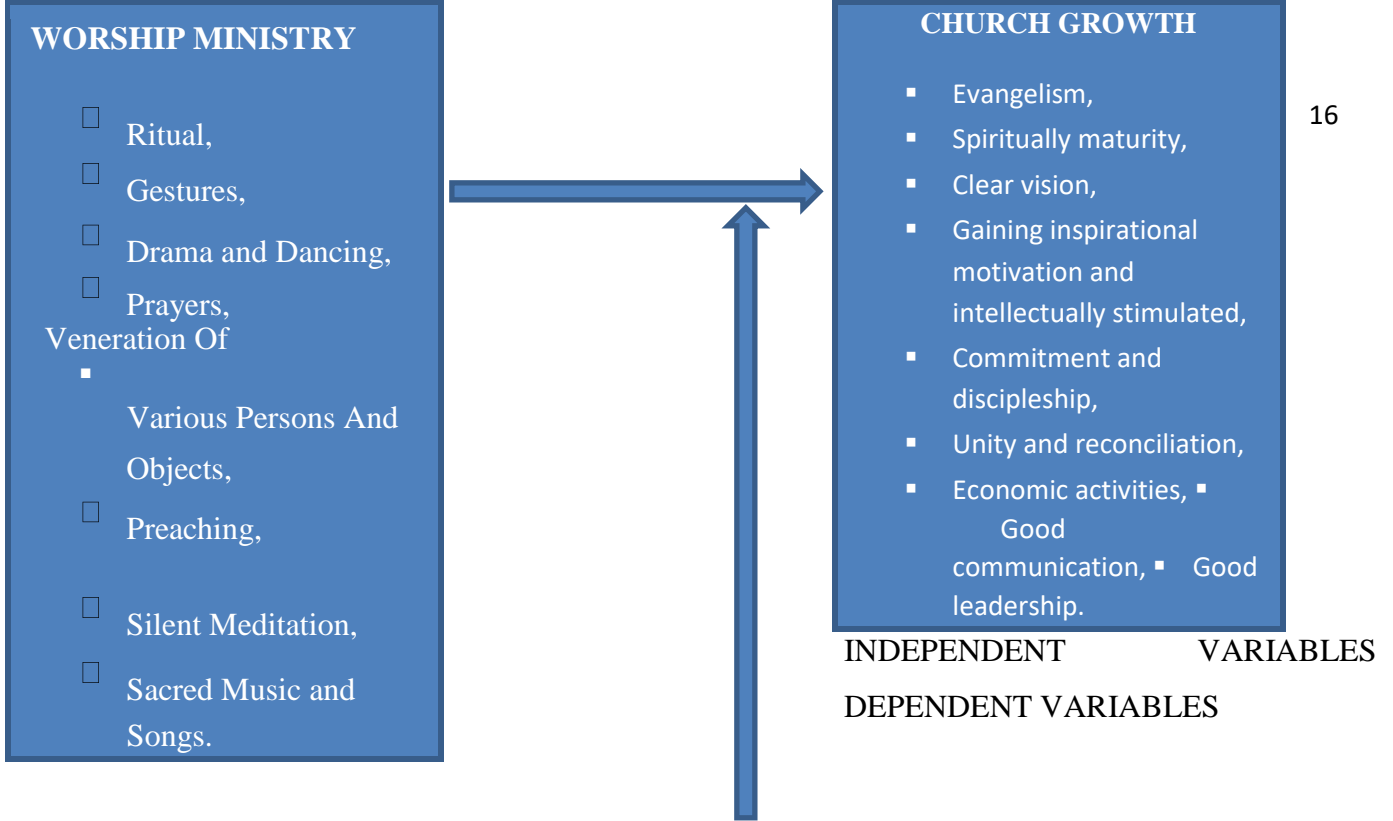 WORSHIP MINISTRY
Ritual,
Gestures,
Drama and Dancing,
Prayers,
Veneration Of
▪
Various Persons And
Objects,
Preaching,
Silent Meditation,
Sacred Music and
Songs.
CHURCH GROWTH
▪ Evangelism,
▪ Spiritually maturity,
▪ Clear vision,
▪ Gaining inspirational
motivation and
intellectually stimulated,
▪ Commitment and
discipleship,
▪ Unity and reconciliation,
▪ Economic activities, ▪
Good
communication, ▪ Good
leadership.
16
INDEPENDENT VARIABLES
DEPENDENT VARIABLES